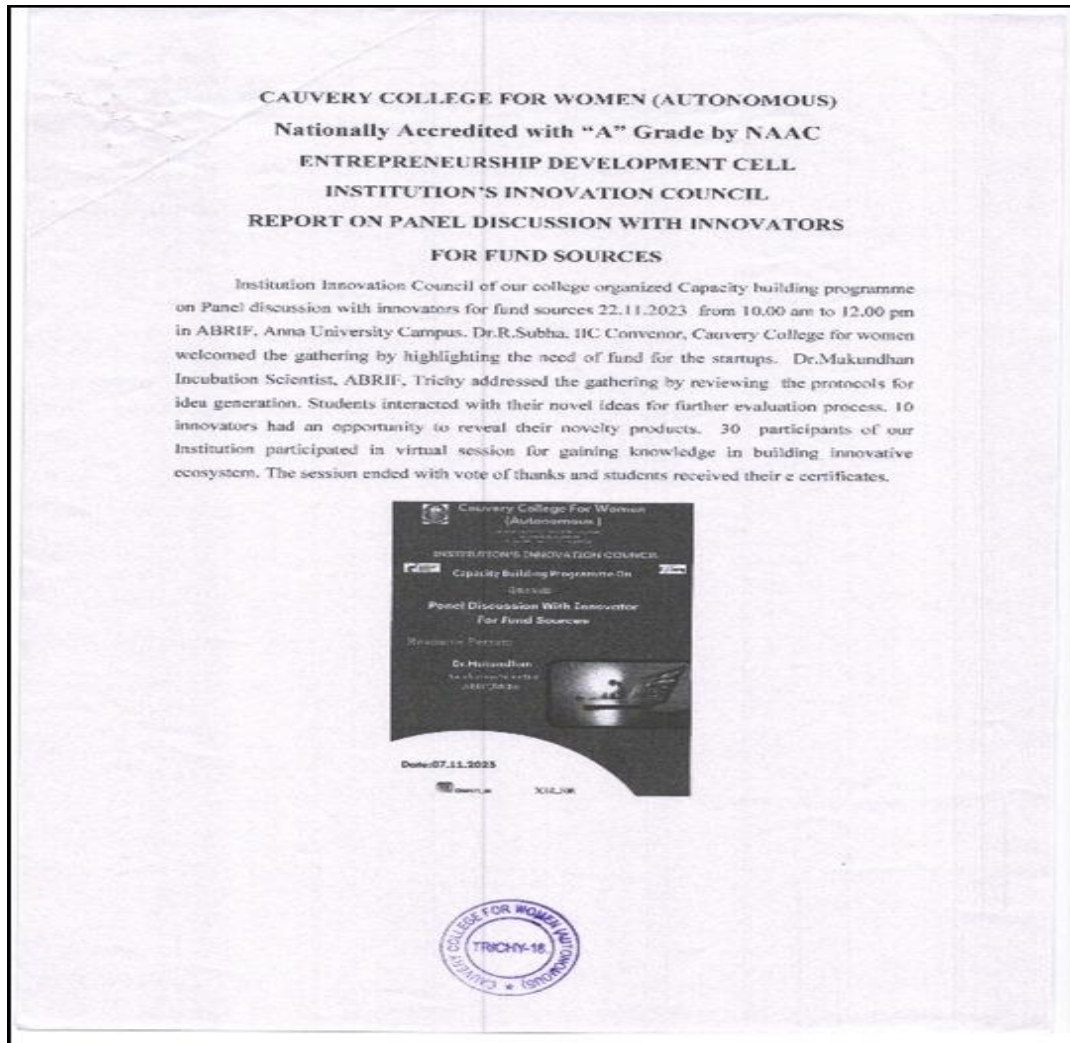 CAUVERY COLLEGE FOR WOMEN (AUTONOMOUS)
Nationally Accredited with “A” Grade by NAAC
ENTREPRENEURSHIP DEVELOPMENT CELL
INSTITUTION’S INNOVATION COUNCIL
REPORT ON PANEL DISCUSSION WITH INNOVATORS
FOR FUND SOURCES
Institution Innovation Council of our college organized Capacity building programme
on Panel discussion with innovators for fund sources 22.11.2023 from 10.00 am to 12.00 pm
in ABRIF, Anna University Campus. Dr.R.Subha, IIC Convenor, Cauvery College for women
welcomed the gathering by highlighting the need of fund for the startups. Dr.Mukundhan
Incubation Scientist, ABRIF, Trichy addressed the gathering by reviewing the protocols for
idea generation. Students interacted with their novel ideas for further evaluation process. 10
innovators had an opportunity to reveal their novelty products. 30 participants of our
Institution participated in virtual session for gaining knowledge in building innovative
ecosystem. The session ended with vote of thanks and students received their e certificates.
Cauvery College For Women
(Autonomous )
INSTITUTION'S INNOVATION COUNCIL
Capacity Building Programme On
Panel Discussion With Innovator
For Fund Sources
Resource Person:
Dr.Mukundhan
Date:07.11.2023
CAUVERY COLLEGE FOR WOMEN (AUTONOMOUS)
TRICHY-18.